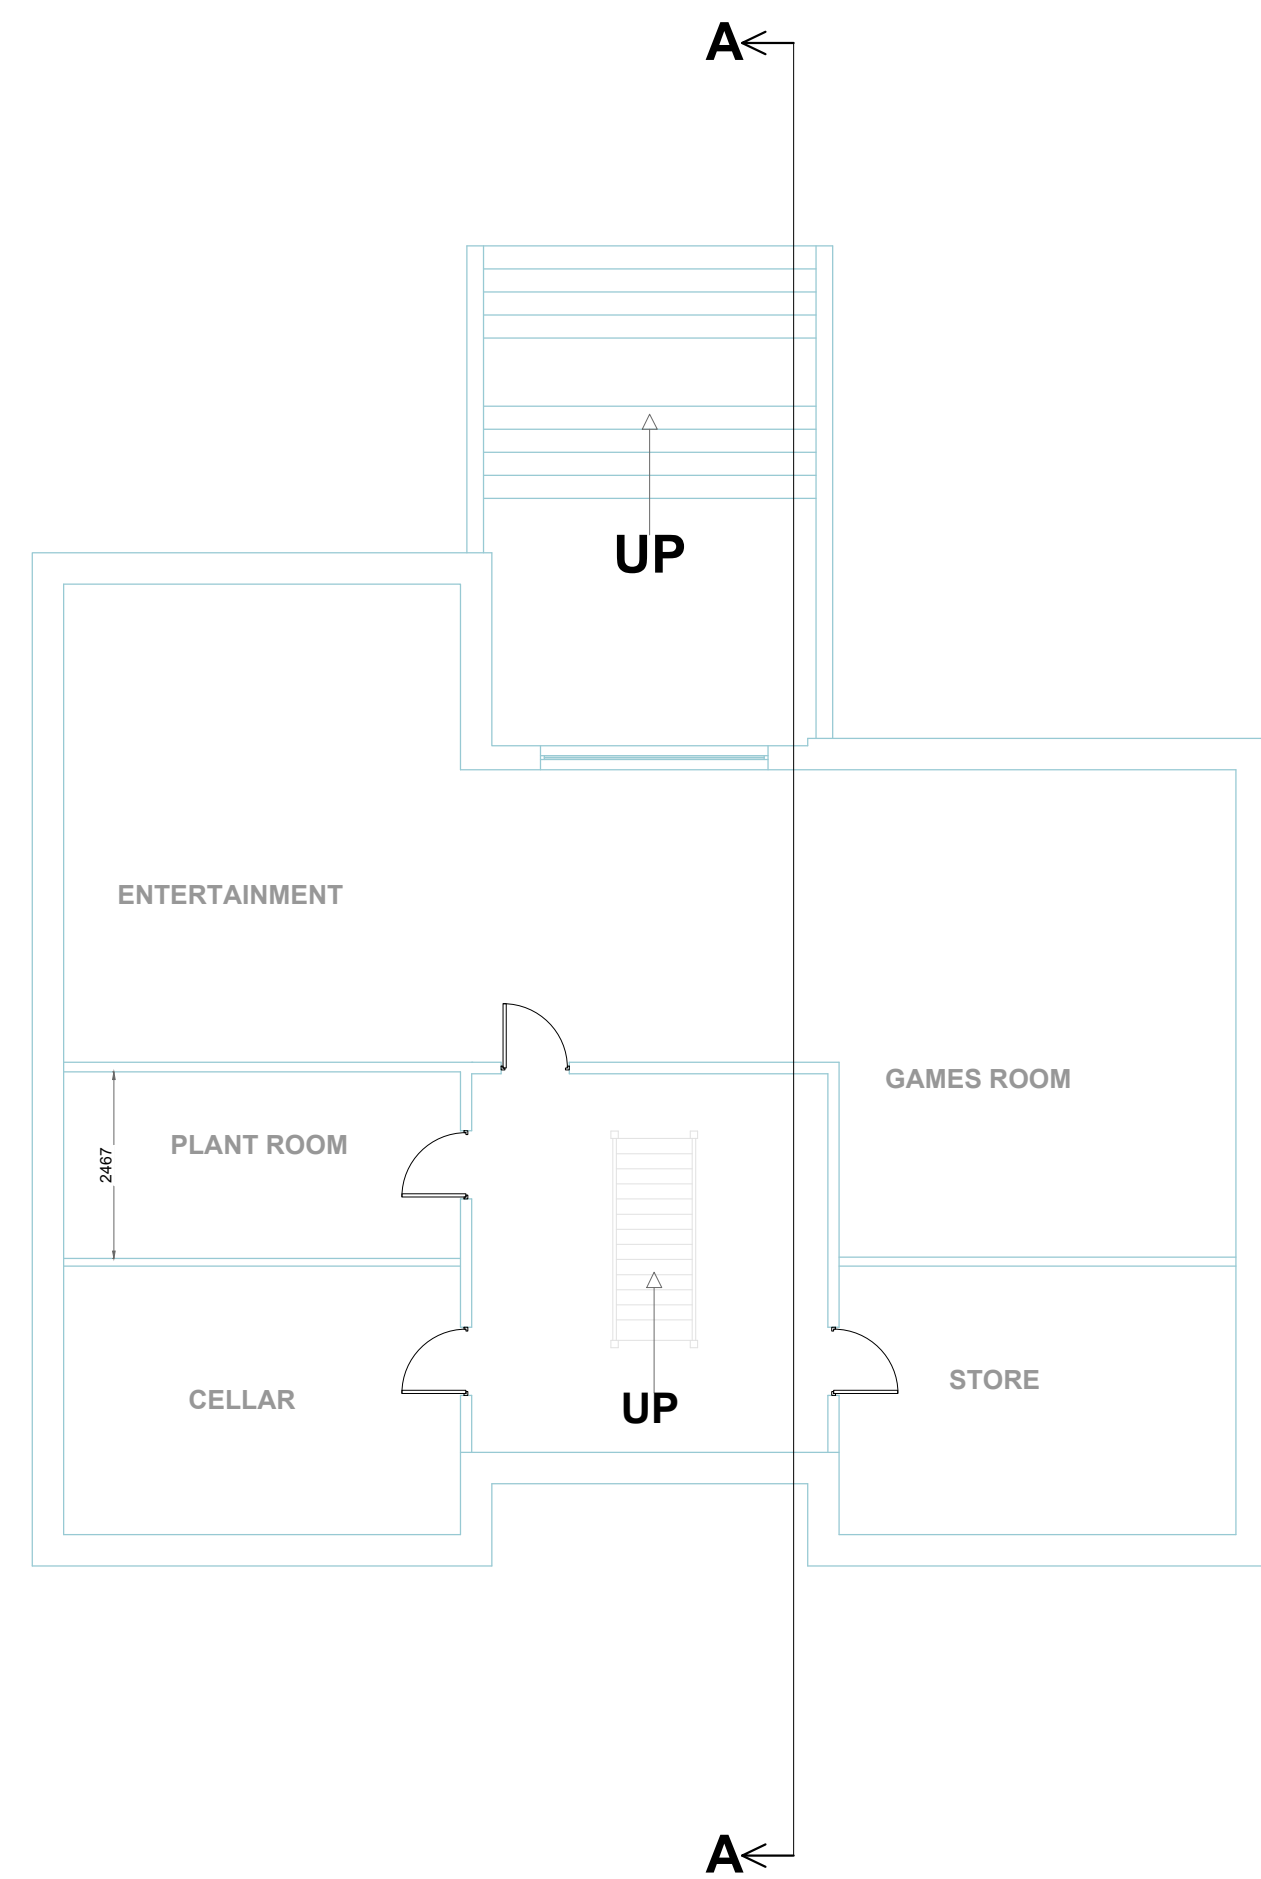 A
UP
ENTERTAINMENT
GAMES ROOM
PLANT ROOM
2467
STORE
CELLAR
UP
A